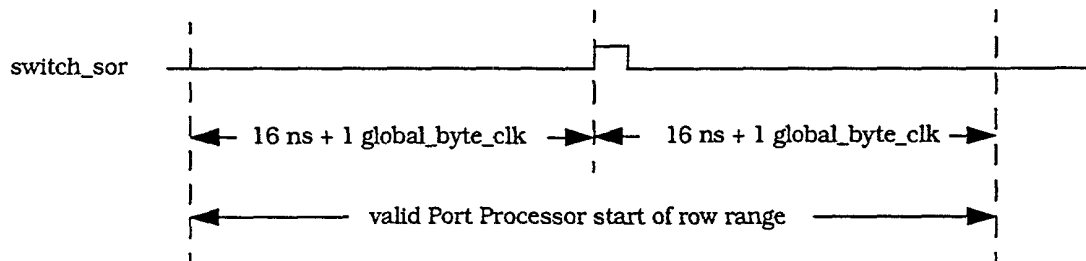 switch_sor
16 ns + 1 global_byte_clk 16 ns + 1 global_byte_clk
valid Port Processor start of row range